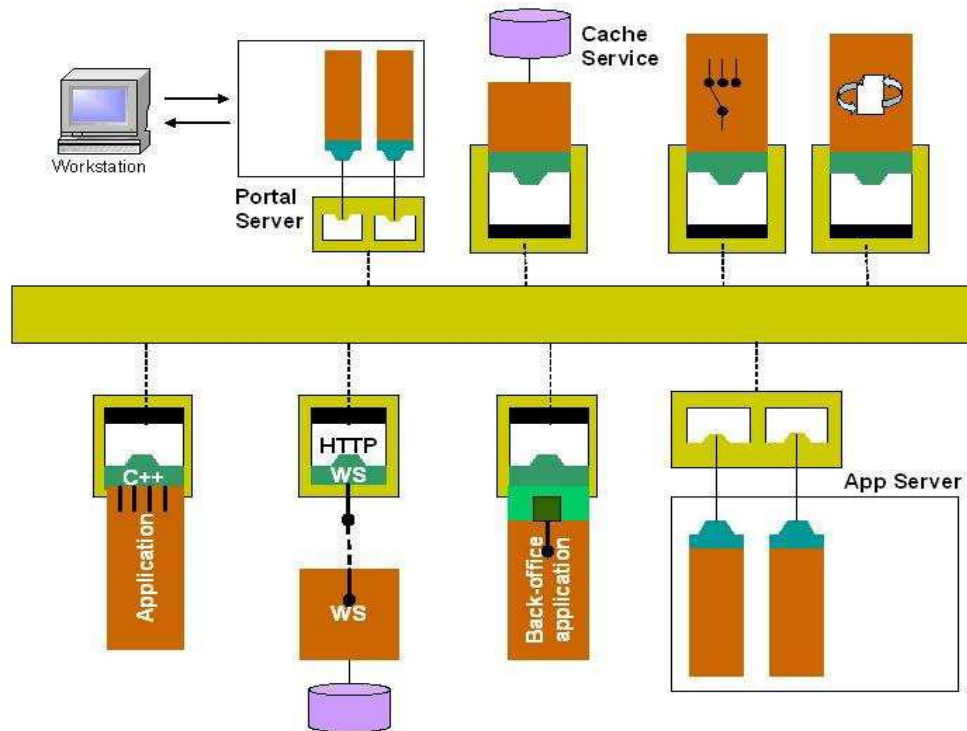 Cache
Service
Workstation
Portal
Server
C++
Application
HTTP
WS
WS
Back-office
application
App Server